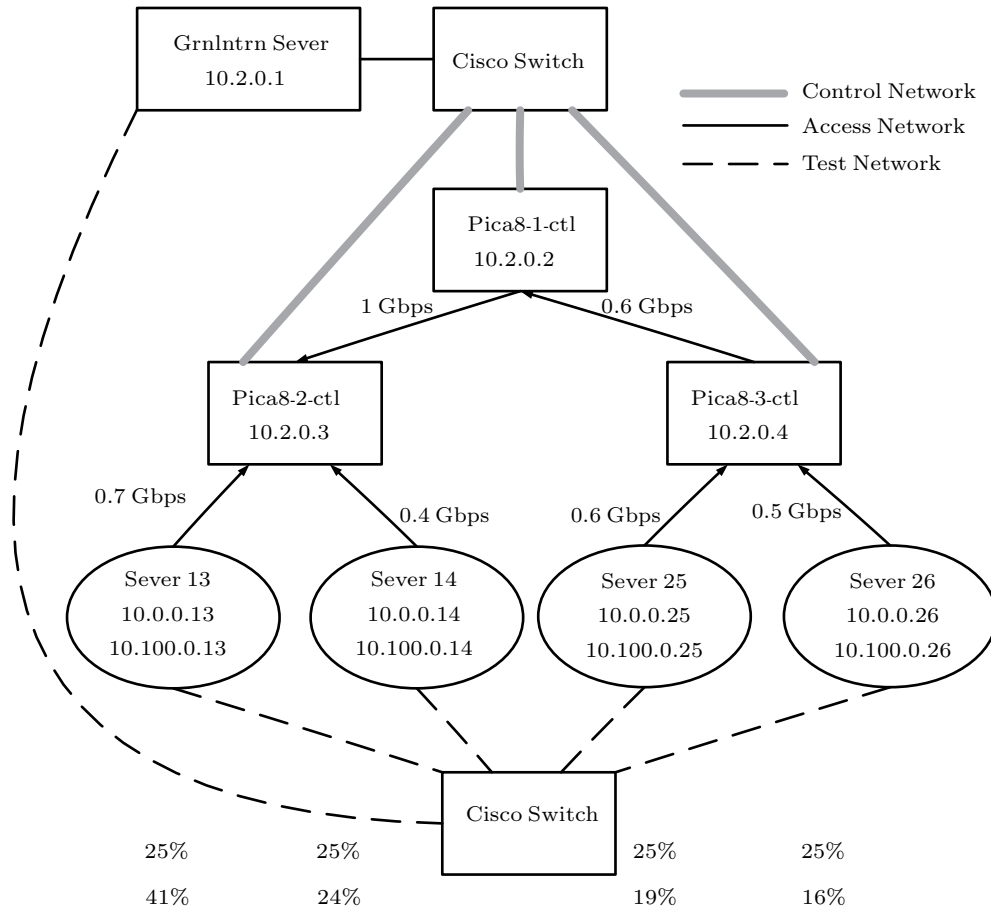 Grnlntrn Sever
10.2.0.1
Cisco Switch
Control Network
Access Network
Test Network
Pica8-1-ctl
10.2.0.2
1 Gbps
0.6 Gbps
Pica8-2-ctl
10.2.0.3
Pica8-3-ctl
10.2.0.4
0.7 Gbps
0.4 Gbps
0.6 Gbps
0.5 Gbps
Sever 13
10.0.0.13
10.100.0.13
Sever 14
10.0.0.14
10.100.0.14
Sever 25
10.0.0.25
10.100.0.25
Sever 26
10.0.0.26
10.100.0.26
Cisco Switch
25% 25% 25% 25%
41% 24% 19% 16%